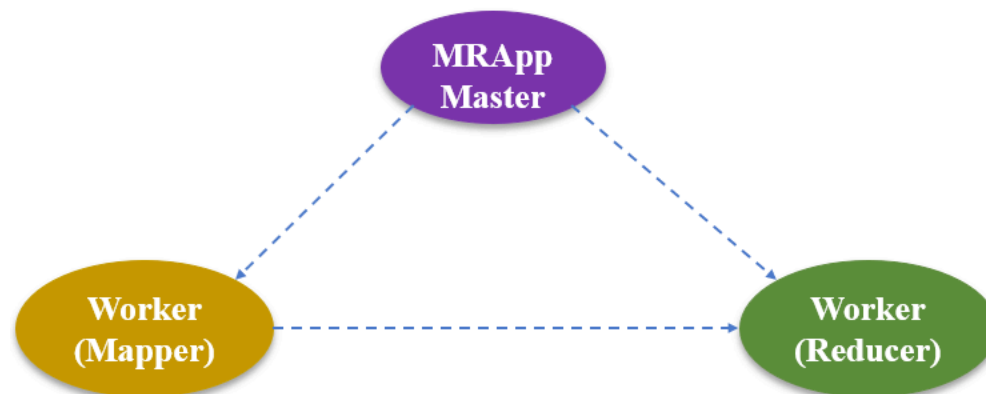 MRApp
Master
Worker
(Mapper)
Worker
(Reducer)